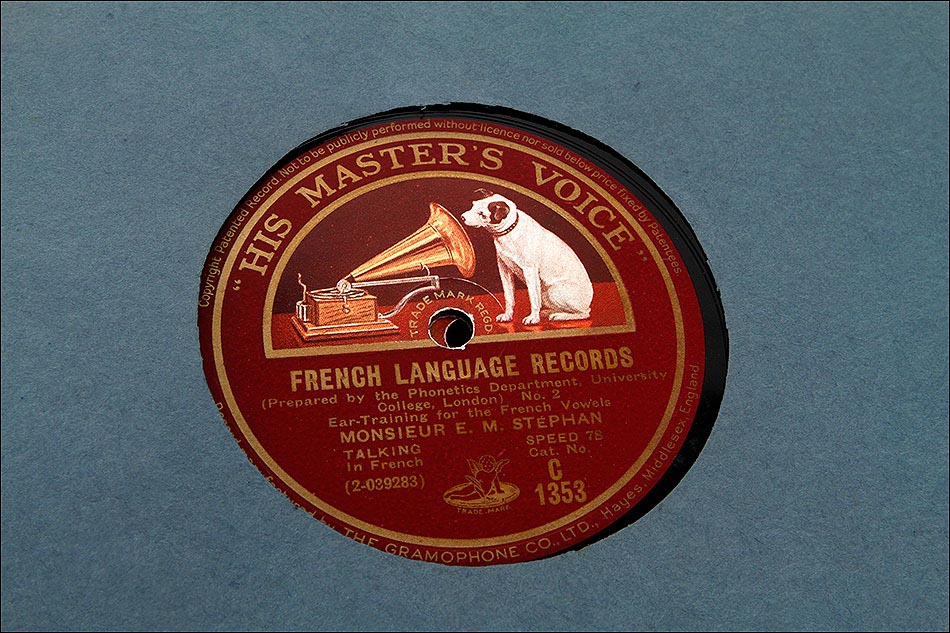 Copyright. Patented Record. Not to be publicly performed without licence nor sold below price fixed by Patentees.
"HIS MASTER'S VOICE"
TRADE MARK REGD
FRENCH LANGUAGE RECORDS
(Prepared by the Phonetics Department, University
College, London) No. 2
Ear-Training for the French Vowels
MONSIEUR E. M. STÉPHAN
TALKING
In French
(2-039283)
SPEED 78
Cat. No.
C
1353
TRADE-MARK
by THE GRAMOPHONE CO., LTD., Hayes, Middlesex, England.